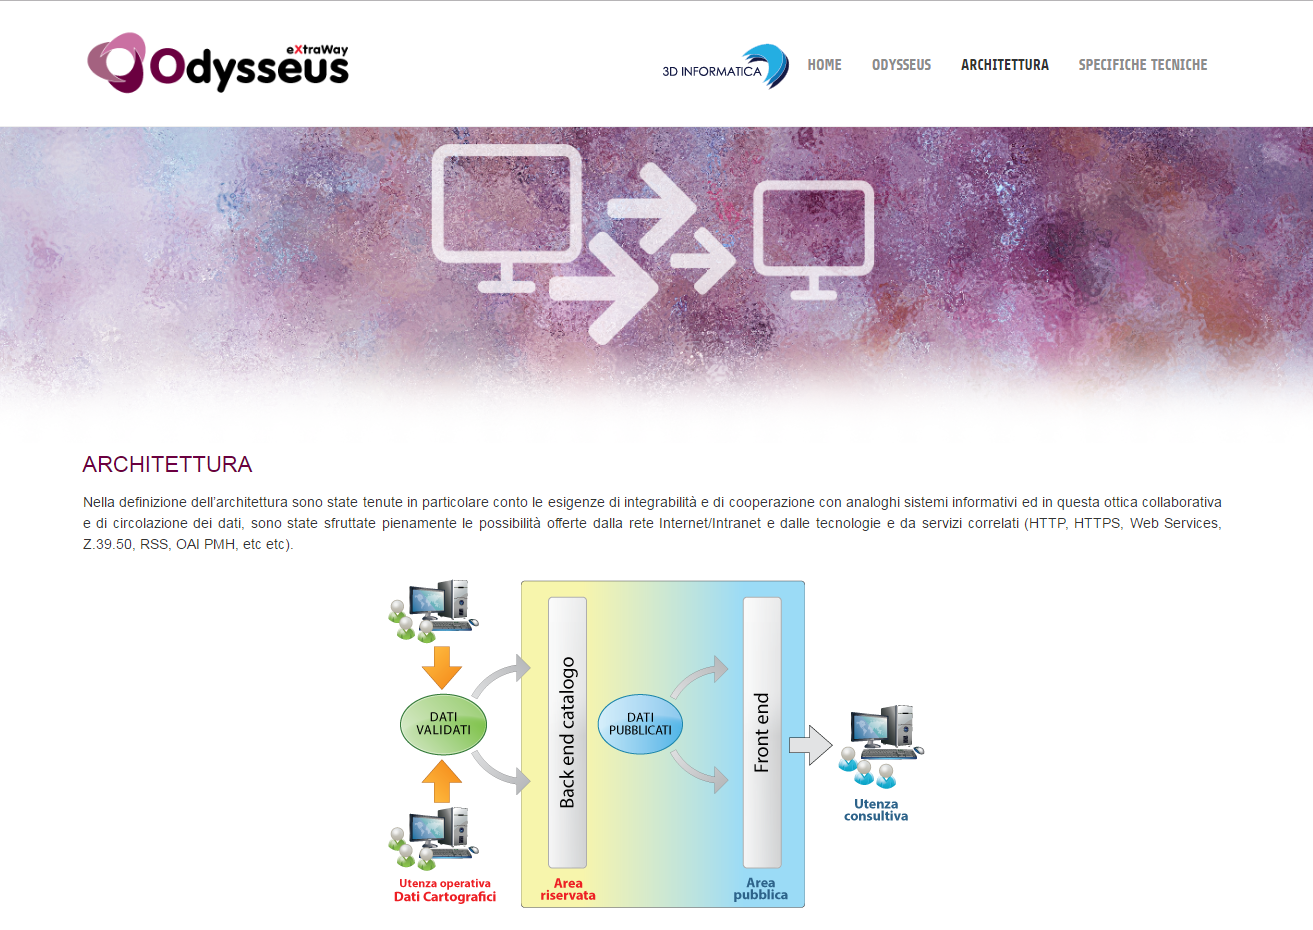 eXtraWay
Odysseus
3D INFORMATICA
HOME ODYSSEUS ARCHITETTURA SPECIFICHE TECNICHE
ARCHITETTURA
Nella definizione dell'architettura sono state tenute in particolare conto le esigenze di integrabilità e di cooperazione con analoghi sistemi informativi ed in questa ottica collaborativa
e di circolazione dei dati, sono state sfruttate pienamente le possibilità offerte dalla rete Internet/Intranet e dalle tecnologie e da servizi correlati (HTTP, HTTPS, Web Services,
Z.39.50, RSS, OAI PMH, etc etc).
DATI
VALIDATI
Utenza operativa
Dati Cartografici
Back end catalogo
Area
riservata
DATI
PUBBLICATI
Front end
Area
pubblica
Utenza
consultiva